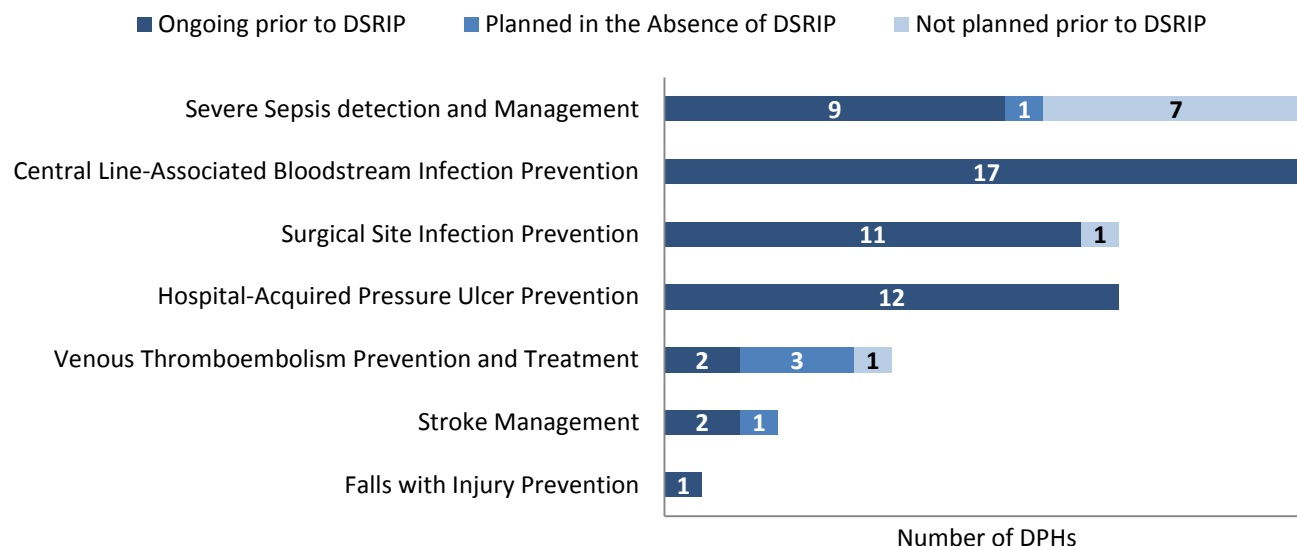 Ongoing prior to DSRIP Planned in the Absence of DSRIP Not planned prior to DSRIP
Severe Sepsis detection and Management 9 1 7
Central Line-Associated Bloodstream Infection Prevention 17
Surgical Site Infection Prevention 11 1
Hospital-Acquired Pressure Ulcer Prevention 12
Venous Thromboembolism Prevention and Treatment 2 3 1
Stroke Management 2 1
Falls with Injury Prevention 1
Number of DPHs